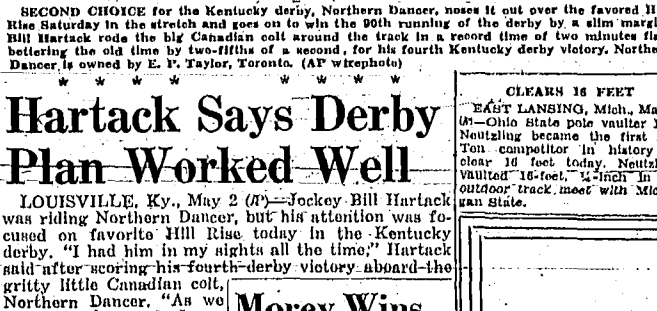 SECOND CHOICE for the Kentucky derby, Northern Dancer, noses it out over the favored
Rise Saturday in the stretch and goes on to win the 90th running of the derby by a slim
Bill Hartack rode the big Canadian colt around the track in a record time of two minutes
bettering the old time by two-fifths of a second, for his fourth Kentucky derby victory.
Dancer is owned by E. P. Taylor, Toronto. (AP wirephoto)
* * * * * * * *
Hartack Says Derby
Plan Worked Well
LOUISVILLE, Ky., May 2 (AP)—Jockey Bill Hartack
was riding Northern Dancer, but his attention was fo-
cused on favorite Hill Rise today in the Kentucky
derby. "I had him in my sights all the time," Hartack
said after scoring his fourth derby victory aboard the
gritty little Canadian colt,
Northern Dancer. "As we
Morey Wins
CLEARS 16 FEET
EAST LANSING, Mich.,
(AP)—Ohio State pole vaulter
Neutzling became the first
Ten competitor in history
clear 16 feet today.
vaulted 16-feet, ¼-inch in
outdoor track meet with
gan State.